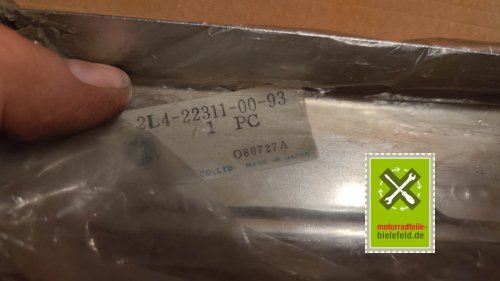 2L4-22311-00-93
1 PC
O80727A
CO.LTD MADE IN JAPAN
motorradteile-
bielefeld.de